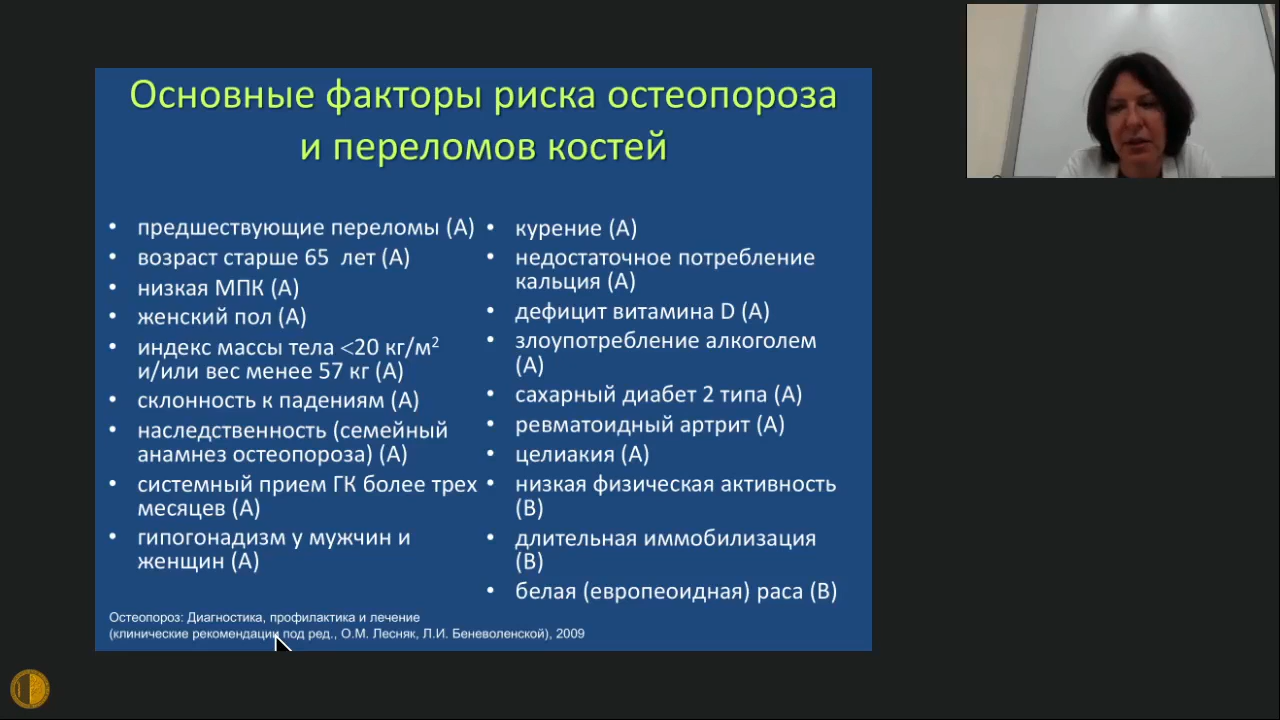 Основные факторы риска остеопороза
и переломов костей
• предшествующие переломы (А)
• возраст старше 65 лет (А)
• низкая МПК (А)
• женский пол (А)
• индекс массы тела <20 кг/м²
и/или вес менее 57 кг (А)
• склонность к падениям (А)
• наследственность (семейный
анамнез остеопороза) (А)
• системный прием ГК более трех
месяцев (А)
• гипогонадизм у мужчин и
женщин (А)
• курение (А)
• недостаточное потребление
кальция (А)
• дефицит витамина D (А)
• злоупотребление алкоголем
(А)
• сахарный диабет 2 типа (А)
• ревматоидный артрит (А)
• целиакия (А)
• низкая физическая активность
(В)
• длительная иммобилизация
(В)
• белая (европеоидная) раса (В)
Остеопороз: Диагностика, профилактика и лечение
(клинические рекомендации под ред., О.М. Лесняк, Л.И. Беневоленской), 2009